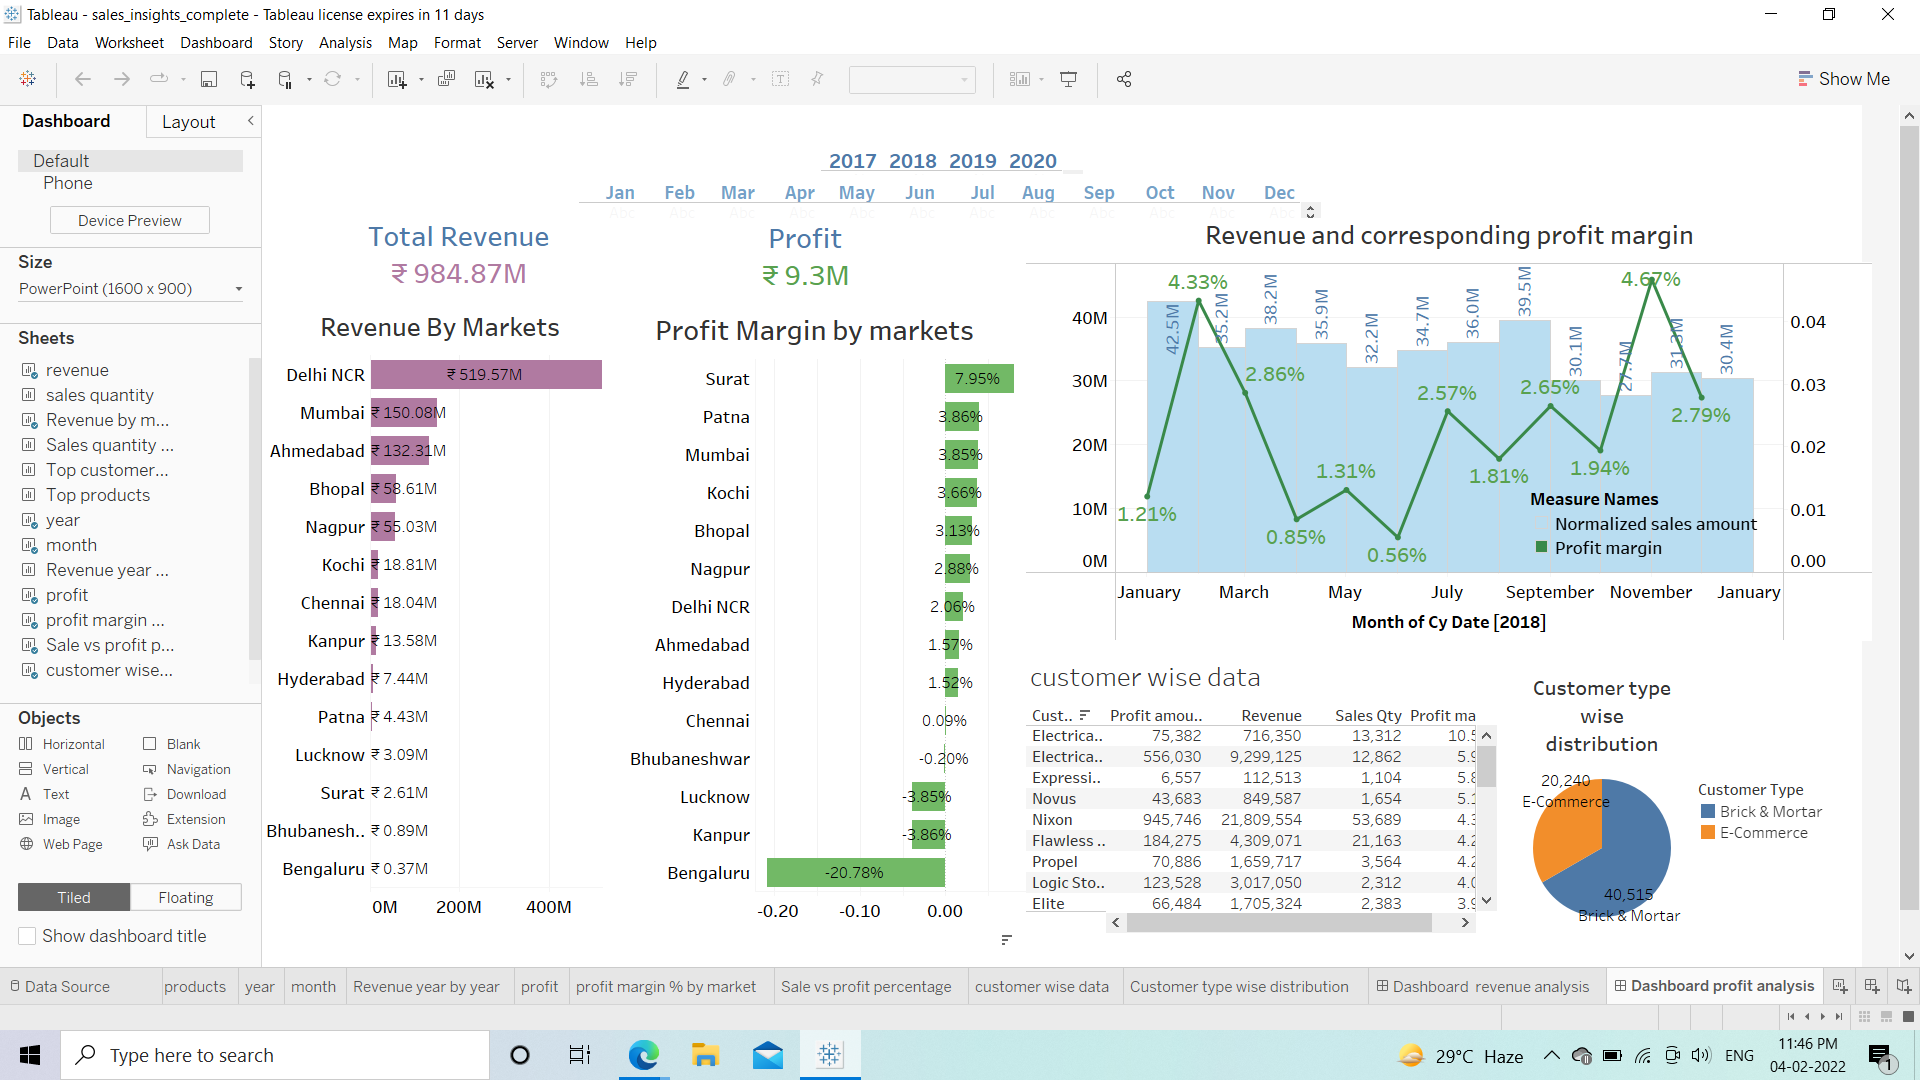 Tableau - sales_insights_complete - Tableau license expires in 11 days
File Data Worksheet Dashboard Story Analysis Map Format Server Window Help
Show Me
Dashboard Layout
Default
Phone
Device Preview
Size
PowerPoint (1600 x 900)
Sheets
revenue
sales quantity
Revenue by m...
Sales quantity ...
Top customer...
Top products
year
month
Revenue year ...
profit
profit margin ...
Sale vs profit p...
customer wise...
Objects
Horizontal Blank
Vertical Navigation
Text Download
Image Extension
Web Page Ask Data
Tiled Floating
Show dashboard title
2017 2018 2019 2020
Jan Feb Mar Apr May Jun Jul Aug Sep Oct Nov Dec
Abc Abc Abc Abc Abc Abc Abc Abc Abc Abc Abc Abc
Total Revenue
₹ 984.87M
Profit
₹ 9.3M
Revenue By Markets
Delhi NCR ₹ 519.57M
Mumbai ₹ 150.08M
Ahmedabad ₹ 132.31M
Bhopal ₹ 58.61M
Nagpur ₹ 55.03M
Kochi ₹ 18.81M
Chennai ₹ 18.04M
Kanpur ₹ 13.58M
Hyderabad ₹ 7.44M
Patna ₹ 4.43M
Lucknow ₹ 3.09M
Surat ₹ 2.61M
Bhubanesh.. ₹ 0.89M
Bengaluru ₹ 0.37M
0M 200M 400M
Profit Margin by markets
Surat 7.95%
Patna 3.86%
Mumbai 3.85%
Kochi 3.66%
Bhopal 3.13%
Nagpur 2.88%
Delhi NCR 2.06%
Ahmedabad 1.57%
Hyderabad 1.52%
Chennai 0.09%
Bhubaneshwar -0.20%
Lucknow -3.85%
Kanpur -3.86%
Bengaluru -20.78%
-0.20 -0.10 0.00
Revenue and corresponding profit margin
40M
30M
20M
10M
0M
42.5M 35.2M 38.2M 35.9M 32.2M 34.7M 36.0M 39.5M 30.1M 27.7M 31.3M 30.4M
1.21% 4.33% 2.86% 0.85% 1.31% 0.56% 2.57% 1.81% 2.65% 1.94% 4.67% 2.79%
0.04
0.03
0.02
0.01
0.00
Measure Names
Normalized sales amount
Profit margin
January March May July September November January
Month of Cy Date [2018]
customer wise data
Cust.. Profit amou.. Revenue Sales Qty Profit ma
Electrica.. 75,382 716,350 13,312 10.5
Electrica.. 556,030 9,299,125 12,862 5.9
Expressi.. 6,557 112,513 1,104 5.8
Novus 43,683 849,587 1,654 5.1
Nixon 945,746 21,809,554 53,689 4.3
Flawless .. 184,275 4,309,071 21,163 4.2
Propel 70,886 1,659,717 3,564 4.2
Logic Sto.. 123,528 3,017,050 2,312 4.0
Elite 66,484 1,705,324 2,383 3.9
Customer type
wise
distribution
20,240
E-Commerce
40,515
Brick & Mortar
Customer Type
Brick & Mortar
E-Commerce
Data Source products year month Revenue year by year profit profit margin % by market Sale vs profit percentage customer wise data Customer type wise distribution Dashboard revenue analysis Dashboard profit analysis
Type here to search
29°C Haze
ENG
11:46 PM
04-02-2022
1